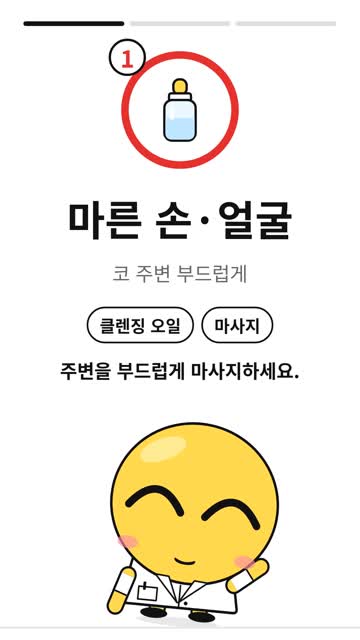 1
마른 손·얼굴
코 주변 부드럽게
클렌징 오일 마사지
주변을 부드럽게 마사지하세요.